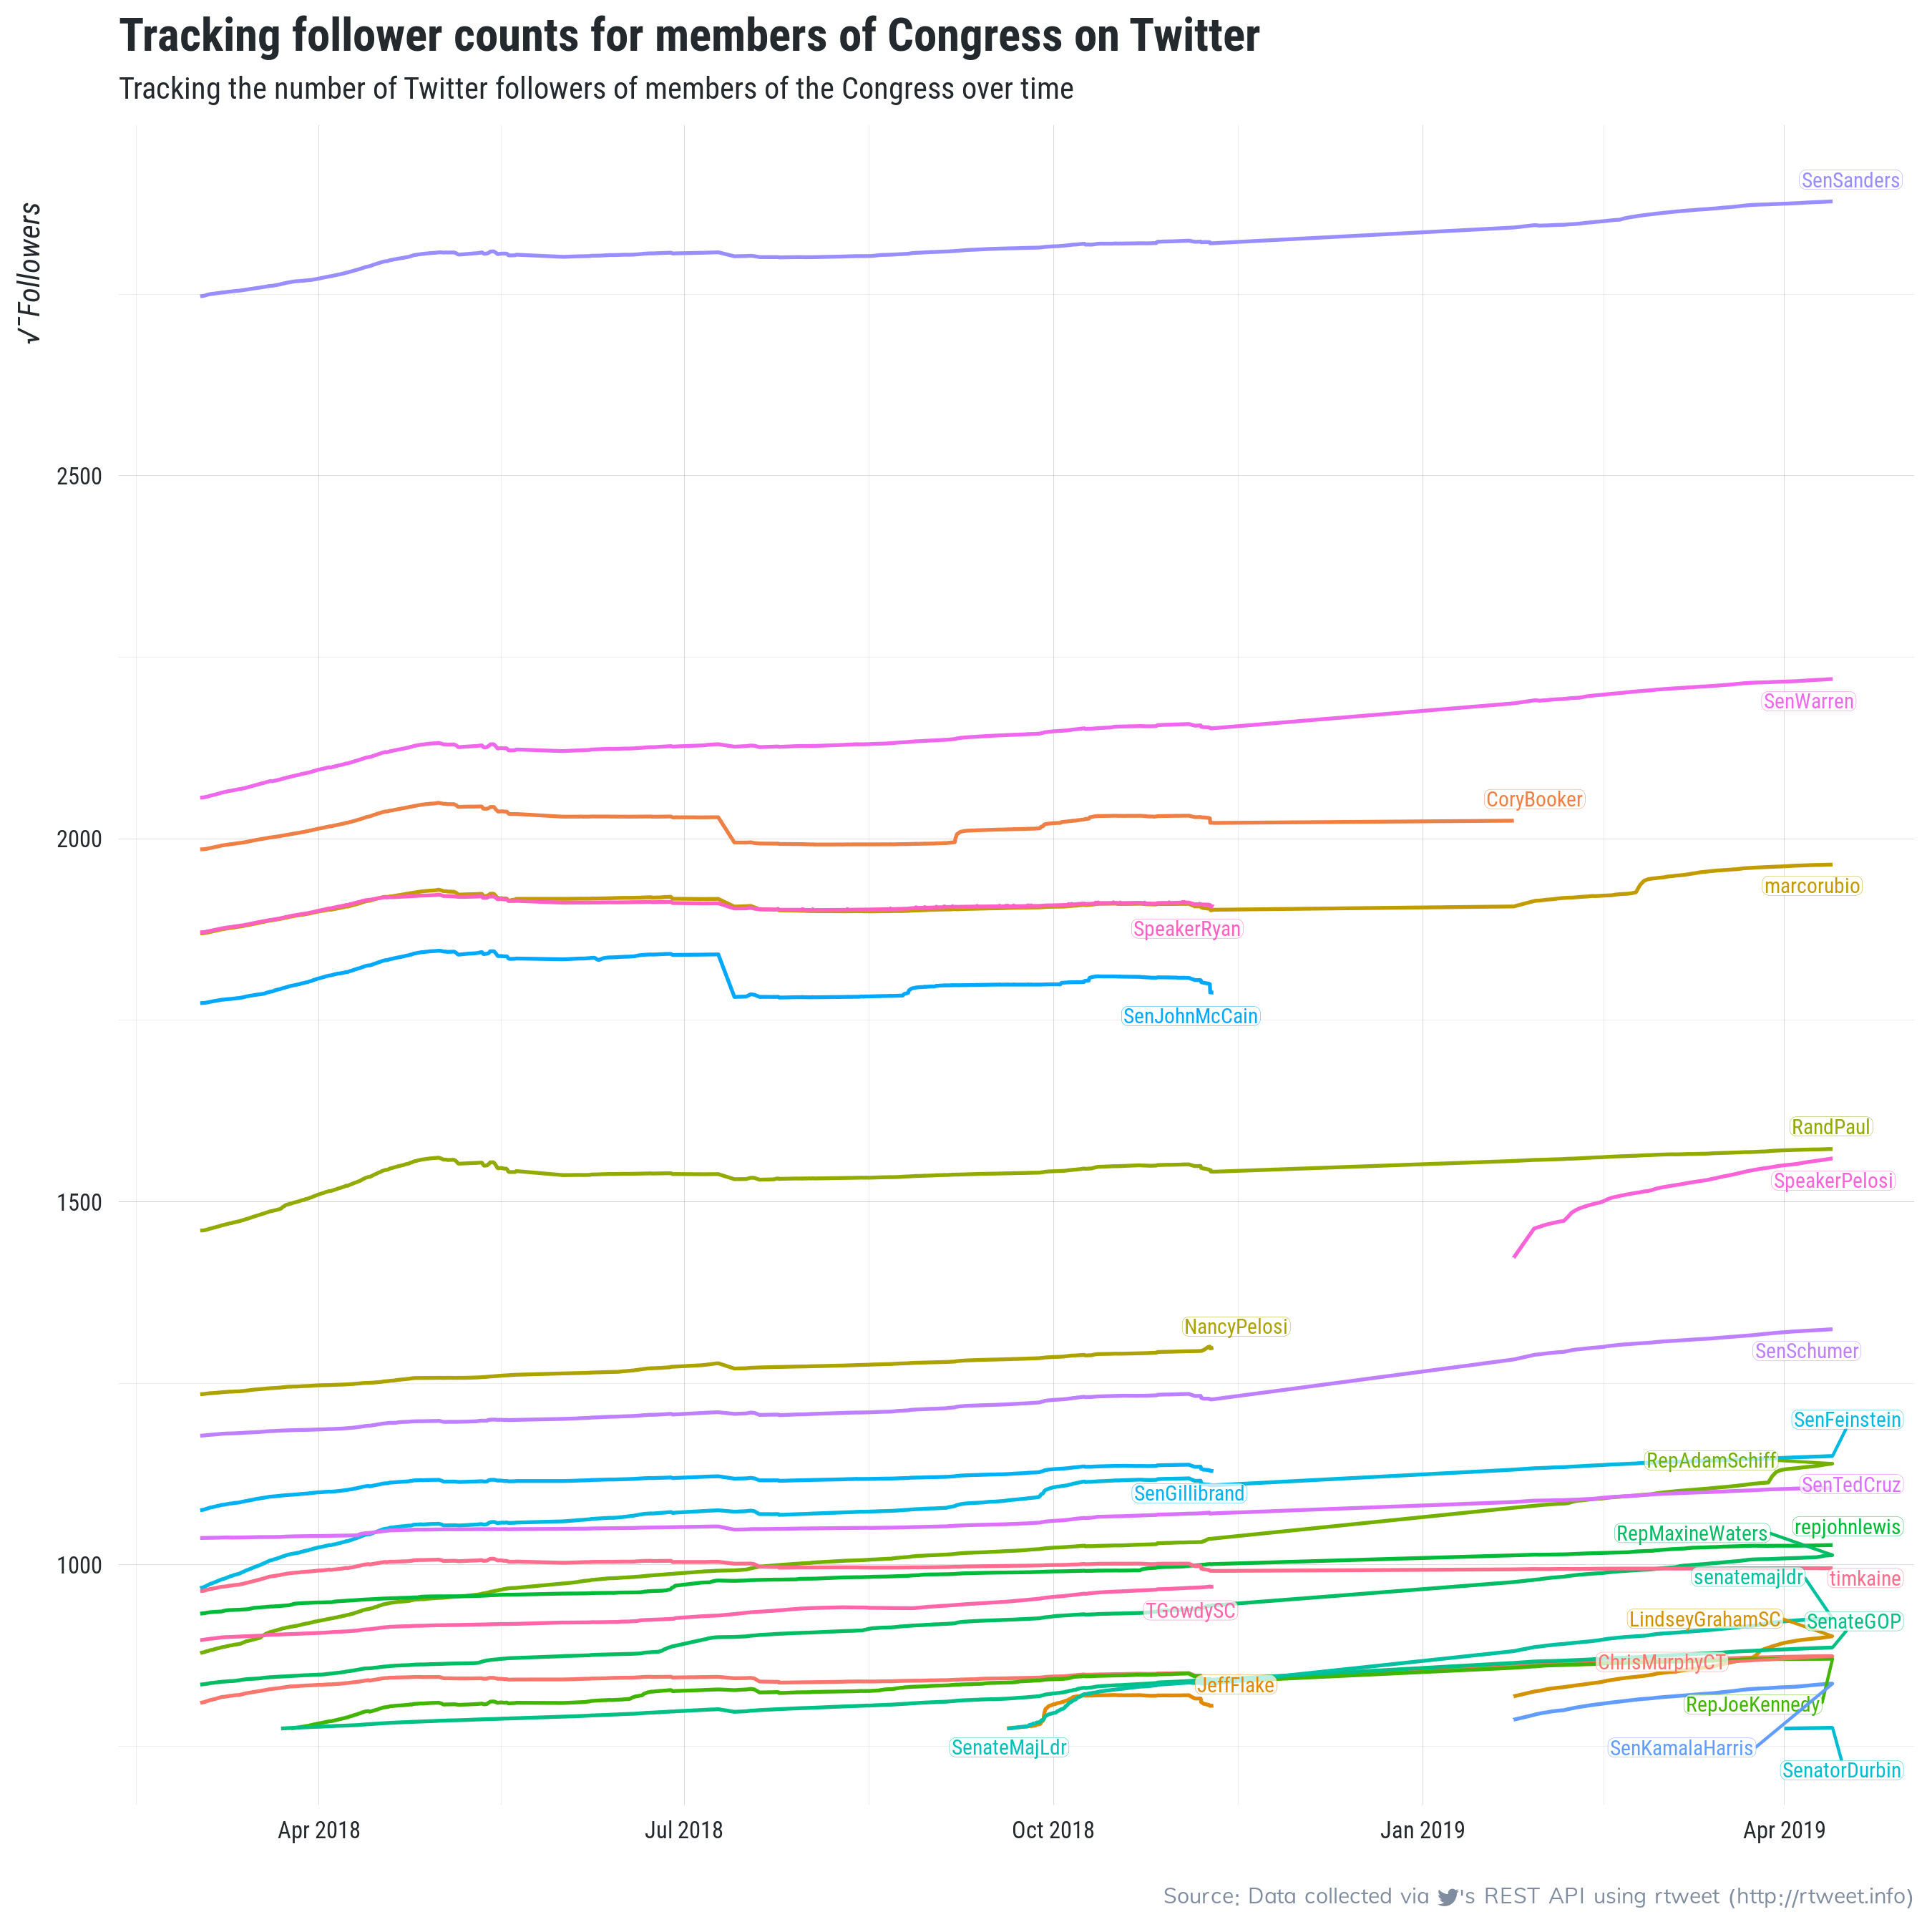 Tracking follower counts for members of Congress on Twitter
Tracking the number of Twitter followers of members of the Congress over time
√¯Followers
2500
2000
1500
1000
SenSanders
SenWarren
CoryBooker
marcorubio
SpeakerRyan
SenJohnMcCain
RandPaul
SpeakerPelosi
NancyPelosi
SenSchumer
SenFeinstein
RepAdamSchiff
SenTedCruz
SenGillibrand
repjohnlewis
RepMaxineWaters
senatemajldr
timkaine
TGowdySC
LindseyGrahamSC
SenateGOP
ChrisMurphyCT
JeffFlake
RepJoeKennedy
SenateMajLdr
SenKamalaHarris
SenatorDurbin
Apr 2018
Jul 2018
Oct 2018
Jan 2019
Apr 2019
Source: Data collected via 's REST API using rtweet (http://rtweet.info)